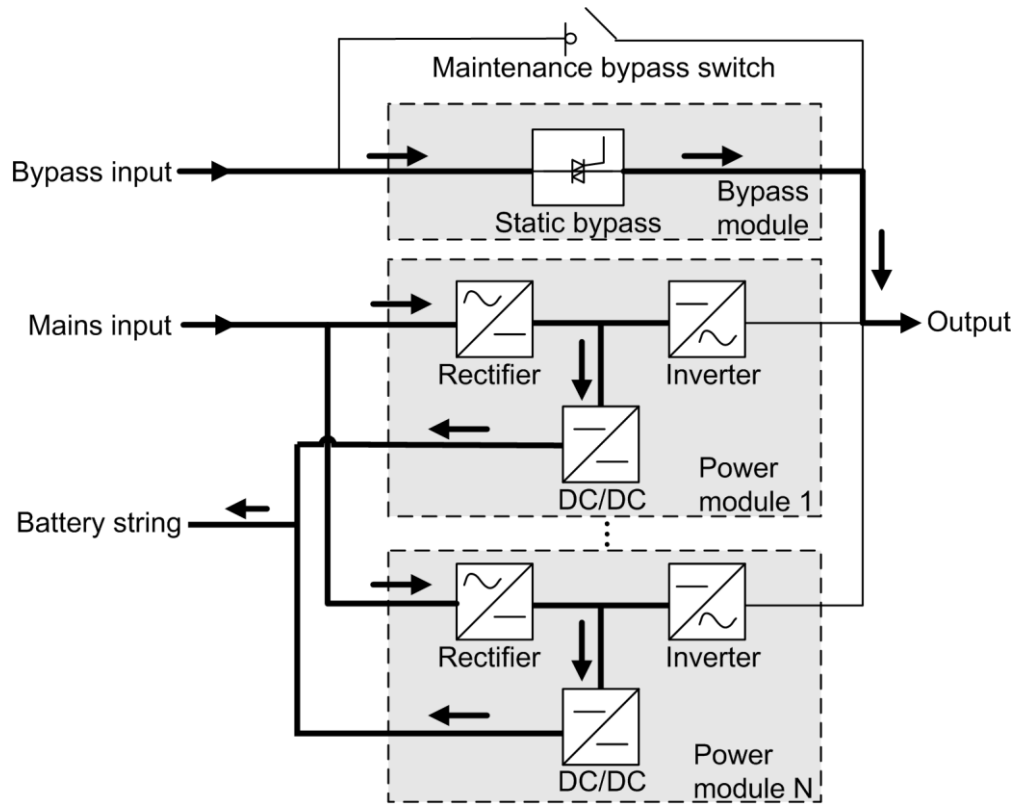 Maintenance bypass switch
Bypass input
Static bypass
Bypass
module
Mains input
Rectifier
Inverter
Output
DC/DC
Power
module 1
Battery string
Rectifier
Inverter
DC/DC
Power
module N